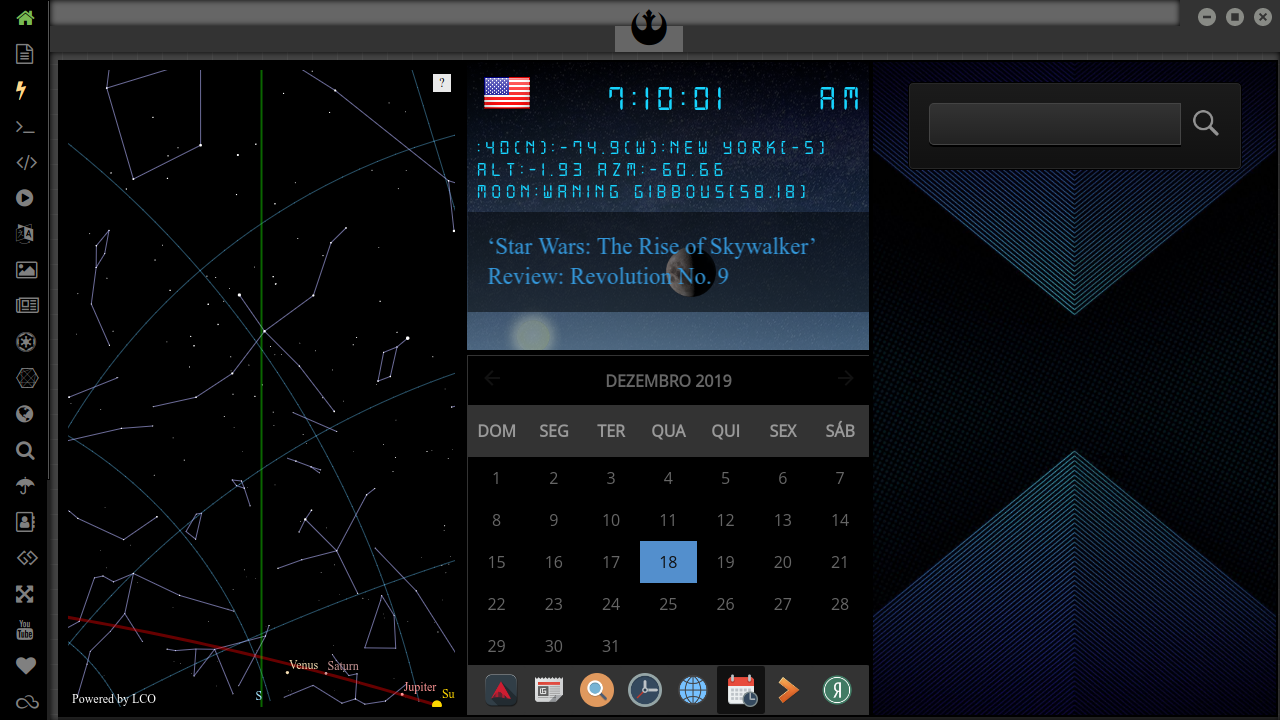 ?
7:10:01 AM
:40(N):-74.9(W):NEW YORK(-5)
ALT:-1.93 AZM:-60.66
MOON:WANING GIBBOUS(58.18)
‘Star Wars: The Rise of Skywalker’
Review: Revolution No. 9
DEZEMBRO 2019
DOM SEG TER QUA QUI SEX SÁB
1 2 3 4 5 6 7
8 9 10 11 12 13 14
15 16 17 18 19 20 21
22 23 24 25 26 27 28
29 30 31
Venus
Saturn
Jupiter
Su
S
Powered by LCO
You
Tube
GE
Я